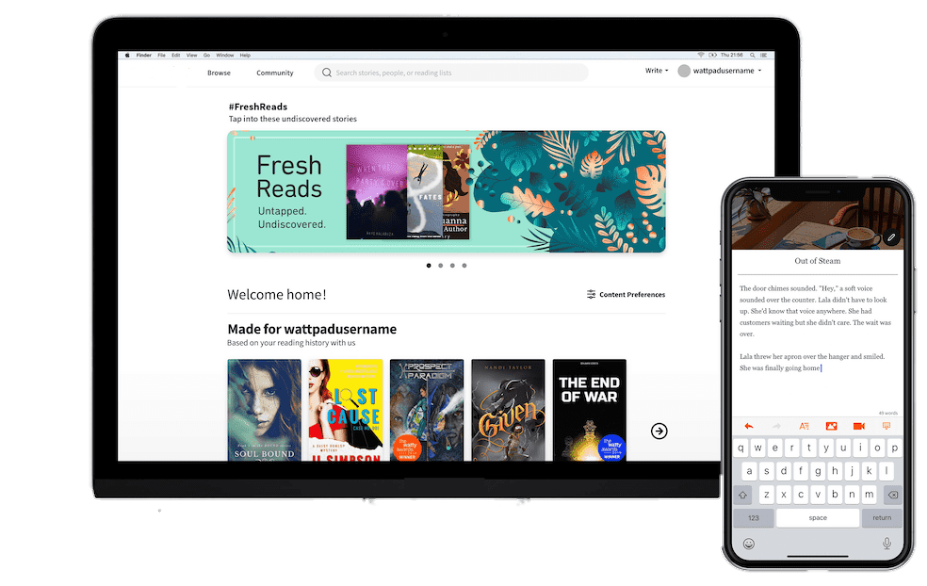 Finder File Edit View Go Window Help
Thu 21:56
Browse Community Search stories, people, or reading lists Write wattpadusername
#FreshReads
Tap into these undiscovered stories
Fresh
Reads
Untapped.
Undiscovered.
FATES
anna
Author
Welcome home!
Content Preferences
Made for wattpadusername
Based on your reading history with us
SOUL BOUND
LOST
CAUSE
SIMPSON
PROSPECT
PARADIGM
WINNER
Given
THE END
OF WAR
WINNER
Out of Steam
The door chimes sounded. "Hey," a soft voice
sounded over the counter. Lala didn't have to look
up. She'd know that voice anywhere. She had
customers waiting but she didn't care. The wait was
over.
Lala threw her apron over the hanger and smiled.
She was finally going home
q w e r t y u i o p
a s d f g h j k l
z x c v b n m
123 space return